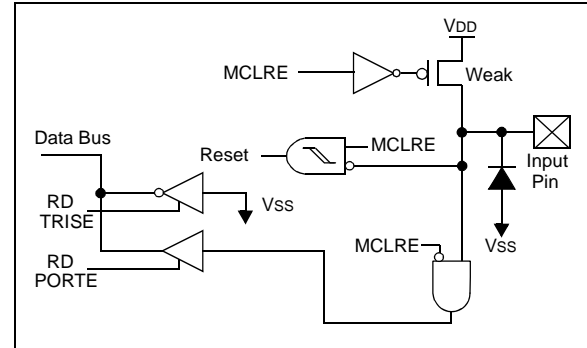 VDD
MCLRE
Weak
Data Bus
Reset
MCLRE
Input
Pin
RD
TRISE
VSS
VSS
MCLRE
RD
PORTE